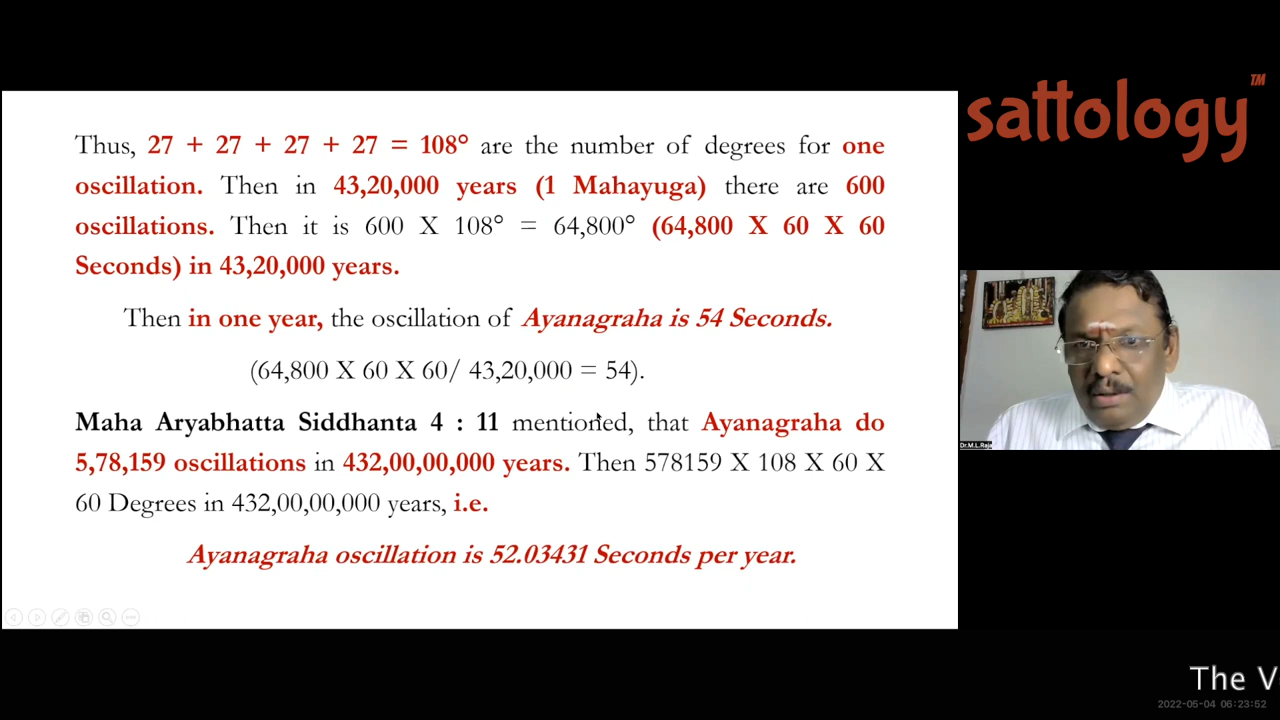 Thus, 27 + 27 + 27 + 27 = 108° are the number of degrees for one
oscillation. Then in 43,20,000 years (1 Mahayuga) there are 600
oscillations. Then it is 600 X 108° = 64,800° (64,800 X 60 X 60
Seconds) in 43,20,000 years.
Then in one year, the oscillation of Ayanagraha is 54 Seconds.
(64,800 X 60 X 60/ 43,20,000 = 54).
Maha Aryabhatta Siddhanta 4 : 11 mentioned, that Ayanagraha do
5,78,159 oscillations in 432,00,00,000 years. Then 578159 X 108 X 60 X
60 Degrees in 432,00,00,000 years, i.e.
Ayanagraha oscillation is 52.03431 Seconds per year.
sattology™
Dr.M.L.Raja
The V
2022-05-04 06:23:52